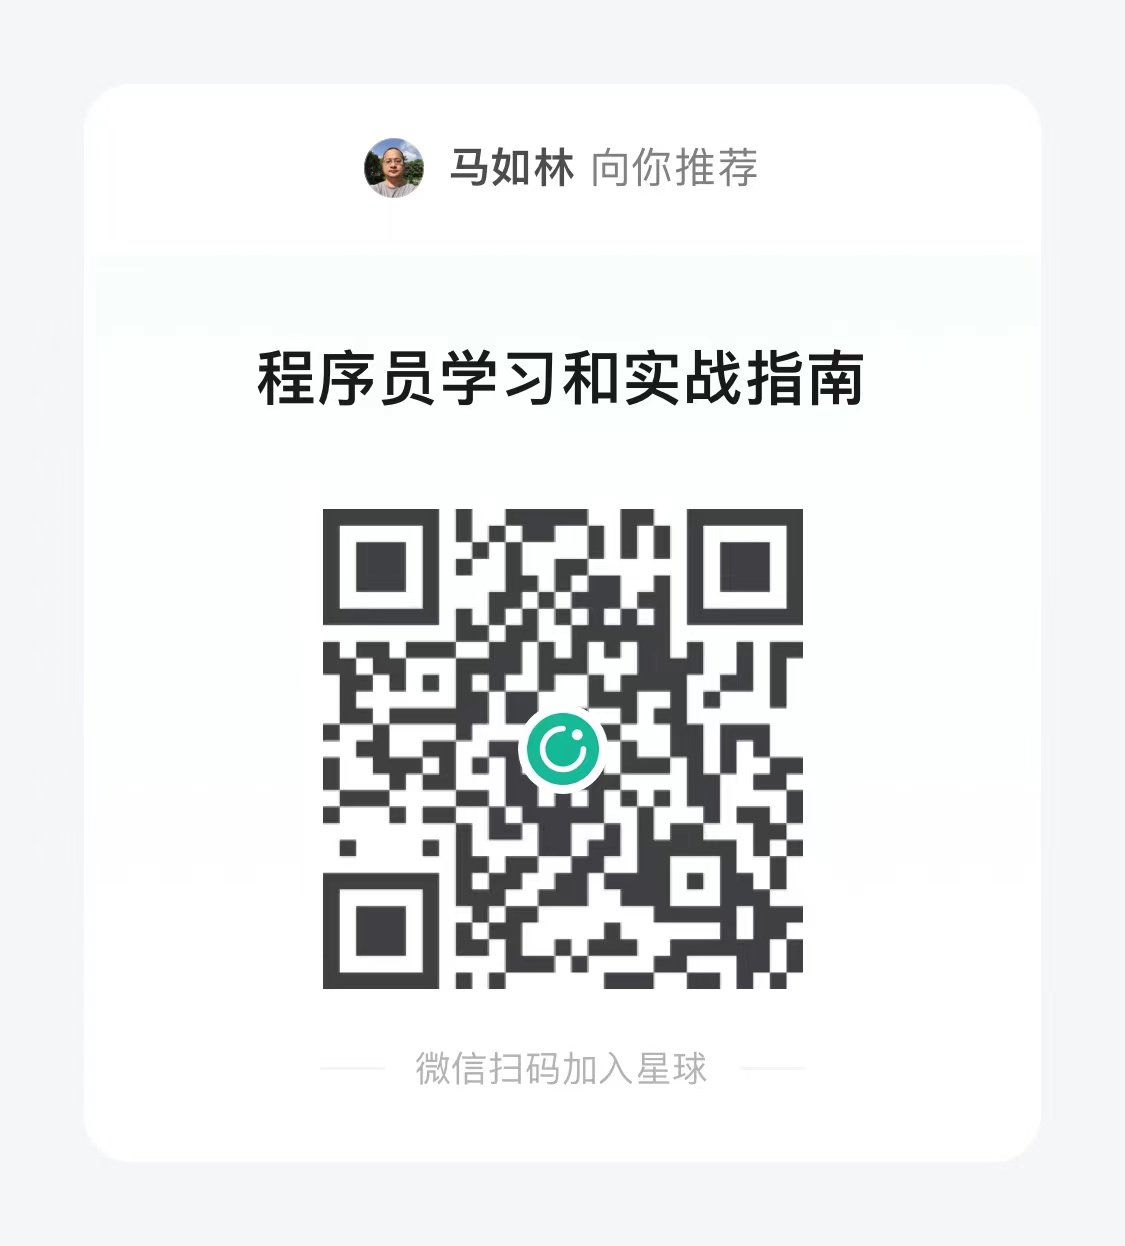 马如林 向你推荐
程序员学习和实战指南
微信扫码加入星球